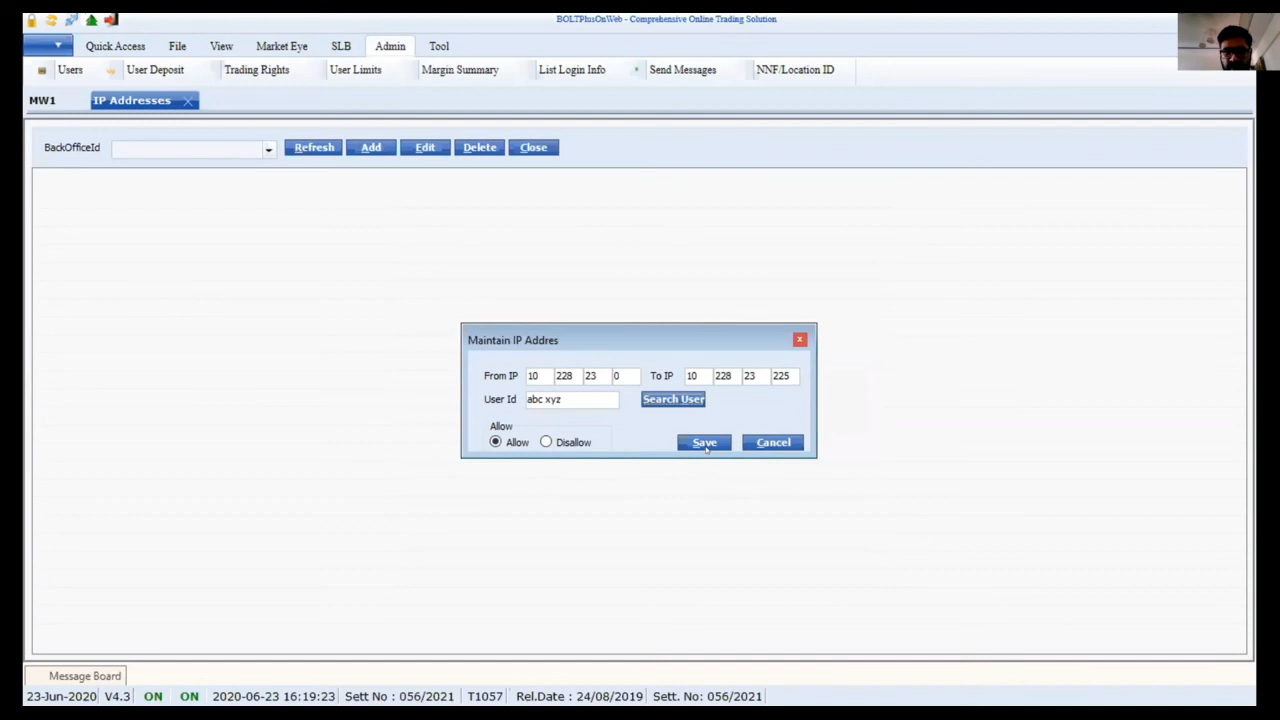 BOLTPlusOnWeb - Comprehensive Online Trading Solution
Quick Access File View Market Eye SLB Admin Tool
Users User Deposit Trading Rights User Limits Margin Summary List Login Info Send Messages NNF/Location ID
MW1 IP Addresses
BackOfficeId Refresh Add Edit Delete Close
Maintain IP Addres
From IP 10 228 23 0 To IP 10 228 23 225
User Id abc xyz Search User
Allow
Allow Disallow Save Cancel
Message Board
23-Jun-2020 V4.3 ON ON 2020-06-23 16:19:23 Sett No : 056/2021 T1057 Rel.Date : 24/08/2019 Sett. No: 056/2021